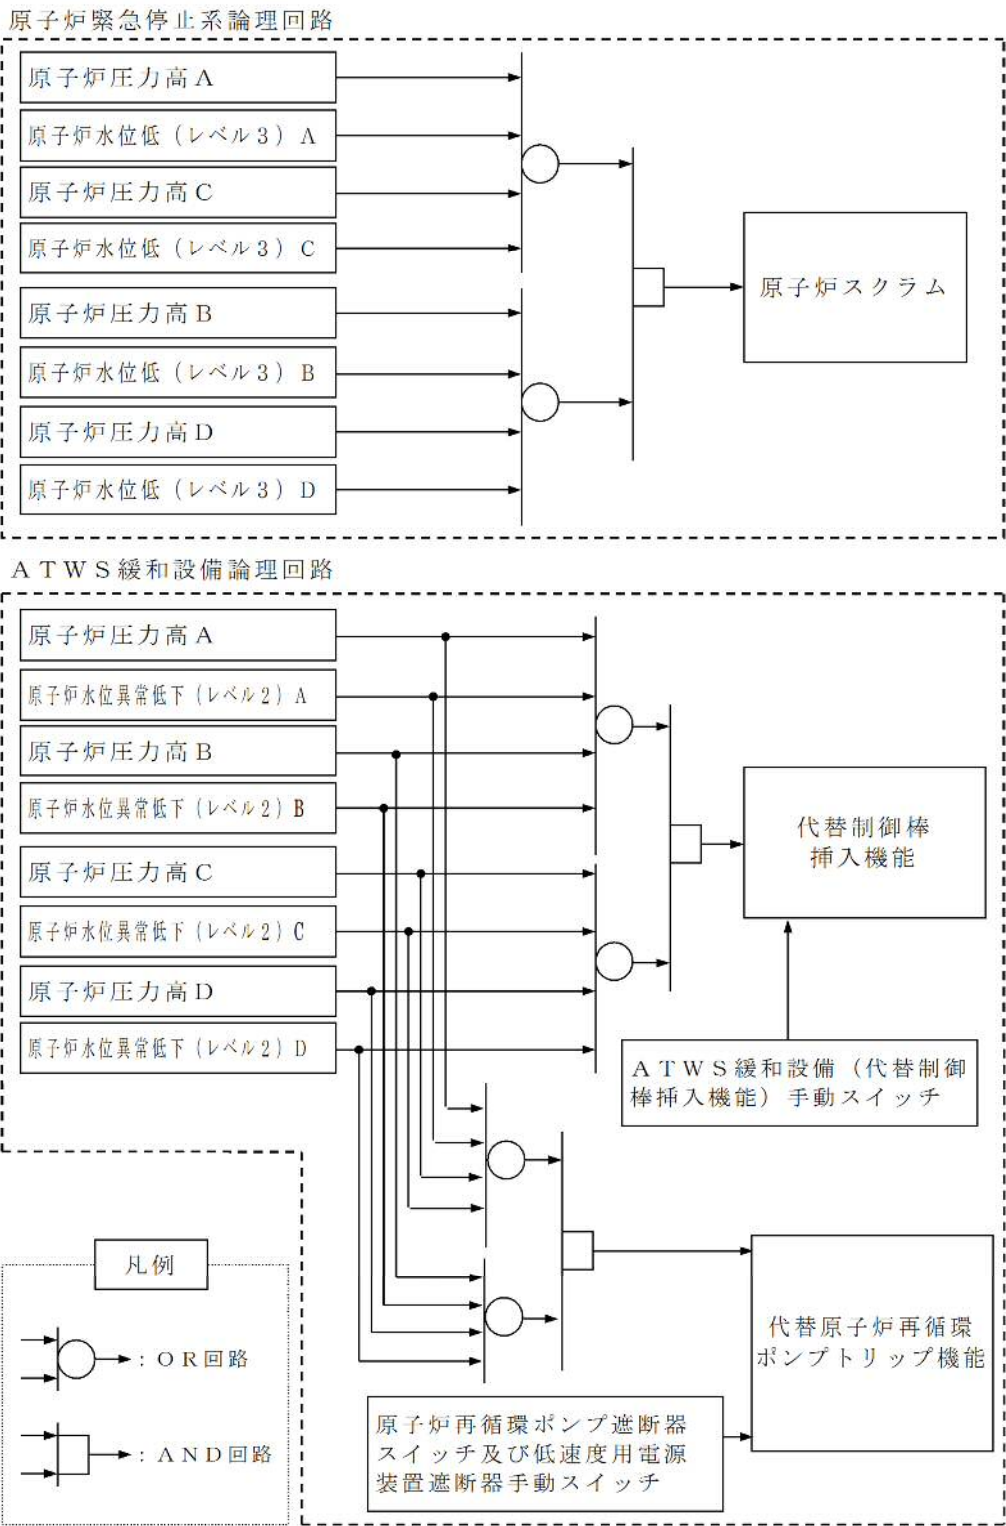 原子炉緊急停止系論理回路
原子炉圧力高A
原子炉水位低（レベル3）A
原子炉圧力高C
原子炉水位低（レベル3）C
原子炉圧力高B
原子炉水位低（レベル3）B
原子炉圧力高D
原子炉水位低（レベル3）D
原子炉スクラム
ATWS緩和設備論理回路
原子炉圧力高A
原子炉水位異常低下（レベル2）A
原子炉圧力高B
原子炉水位異常低下（レベル2）B
原子炉圧力高C
原子炉水位異常低下（レベル2）C
原子炉圧力高D
原子炉水位異常低下（レベル2）D
代替制御棒
挿入機能
ATWS緩和設備（代替制御
棒挿入機能）手動スイッチ
代替原子炉再循環
ポンプトリップ機能
原子炉再循環ポンプ遮断器
スイッチ及び低速度用電源
装置遮断器手動スイッチ
凡例
：OR回路
：AND回路